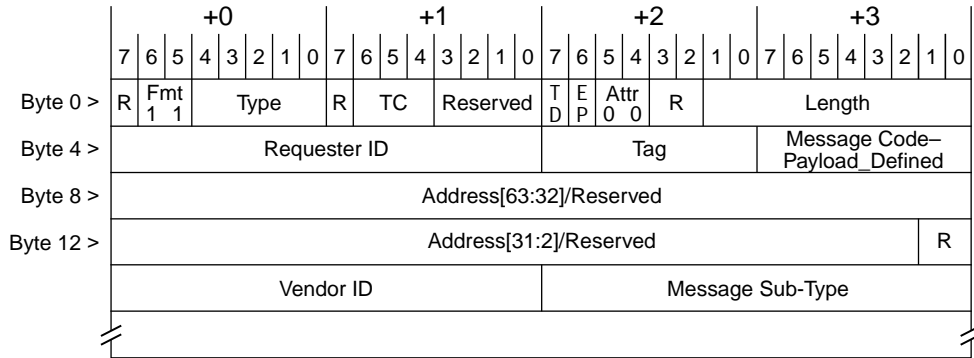 +0 +1 +2 +3
7 6 5 4 3 2 1 0 7 6 5 4 3 2 1 0 7 6 5 4 3 2 1 0 7 6 5 4 3 2 1 0
Byte 0 > R Fmt 1 1 Type R TC Reserved TD EP Attr 0 0 R Length
Byte 4 > Requester ID Tag Message Code–
Payload_Defined
Byte 8 > Address[63:32]/Reserved
Byte 12 > Address[31:2]/Reserved R
Vendor ID Message Sub-Type